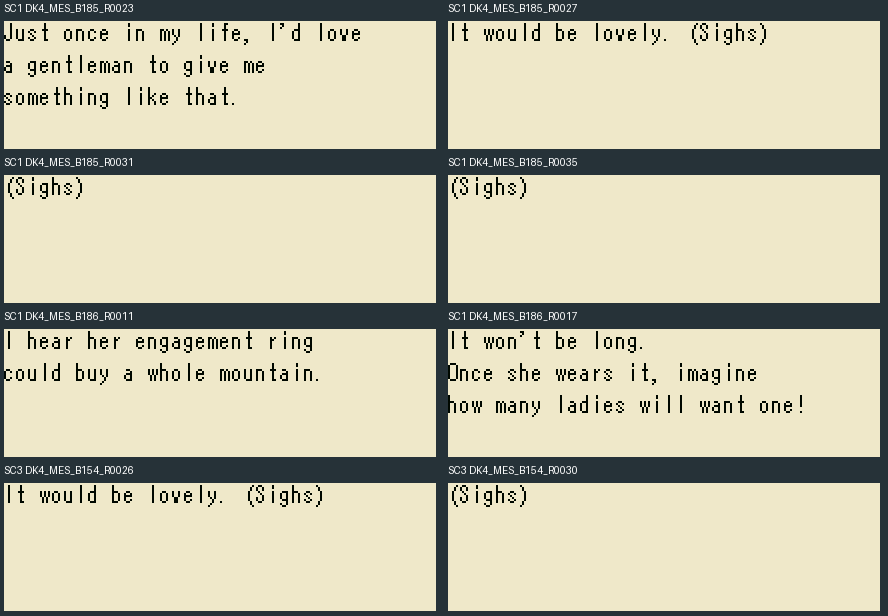 SC1 DK4_MES_B185_R0023
Just once in my life, I'd love
a gentleman to give me
something like that.
SC1 DK4_MES_B185_R0027
It would be lovely. (Sighs)
SC1 DK4_MES_B185_R0031
(Sighs)
SC1 DK4_MES_B185_R0035
(Sighs)
SC1 DK4_MES_B186_R0011
I hear her engagement ring
could buy a whole mountain.
SC1 DK4_MES_B186_R0017
It won't be long.
Once she wears it, imagine
how many ladies will want one!
SC3 DK4_MES_B154_R0026
It would be lovely. (Sighs)
SC3 DK4_MES_B154_R0030
(Sighs)